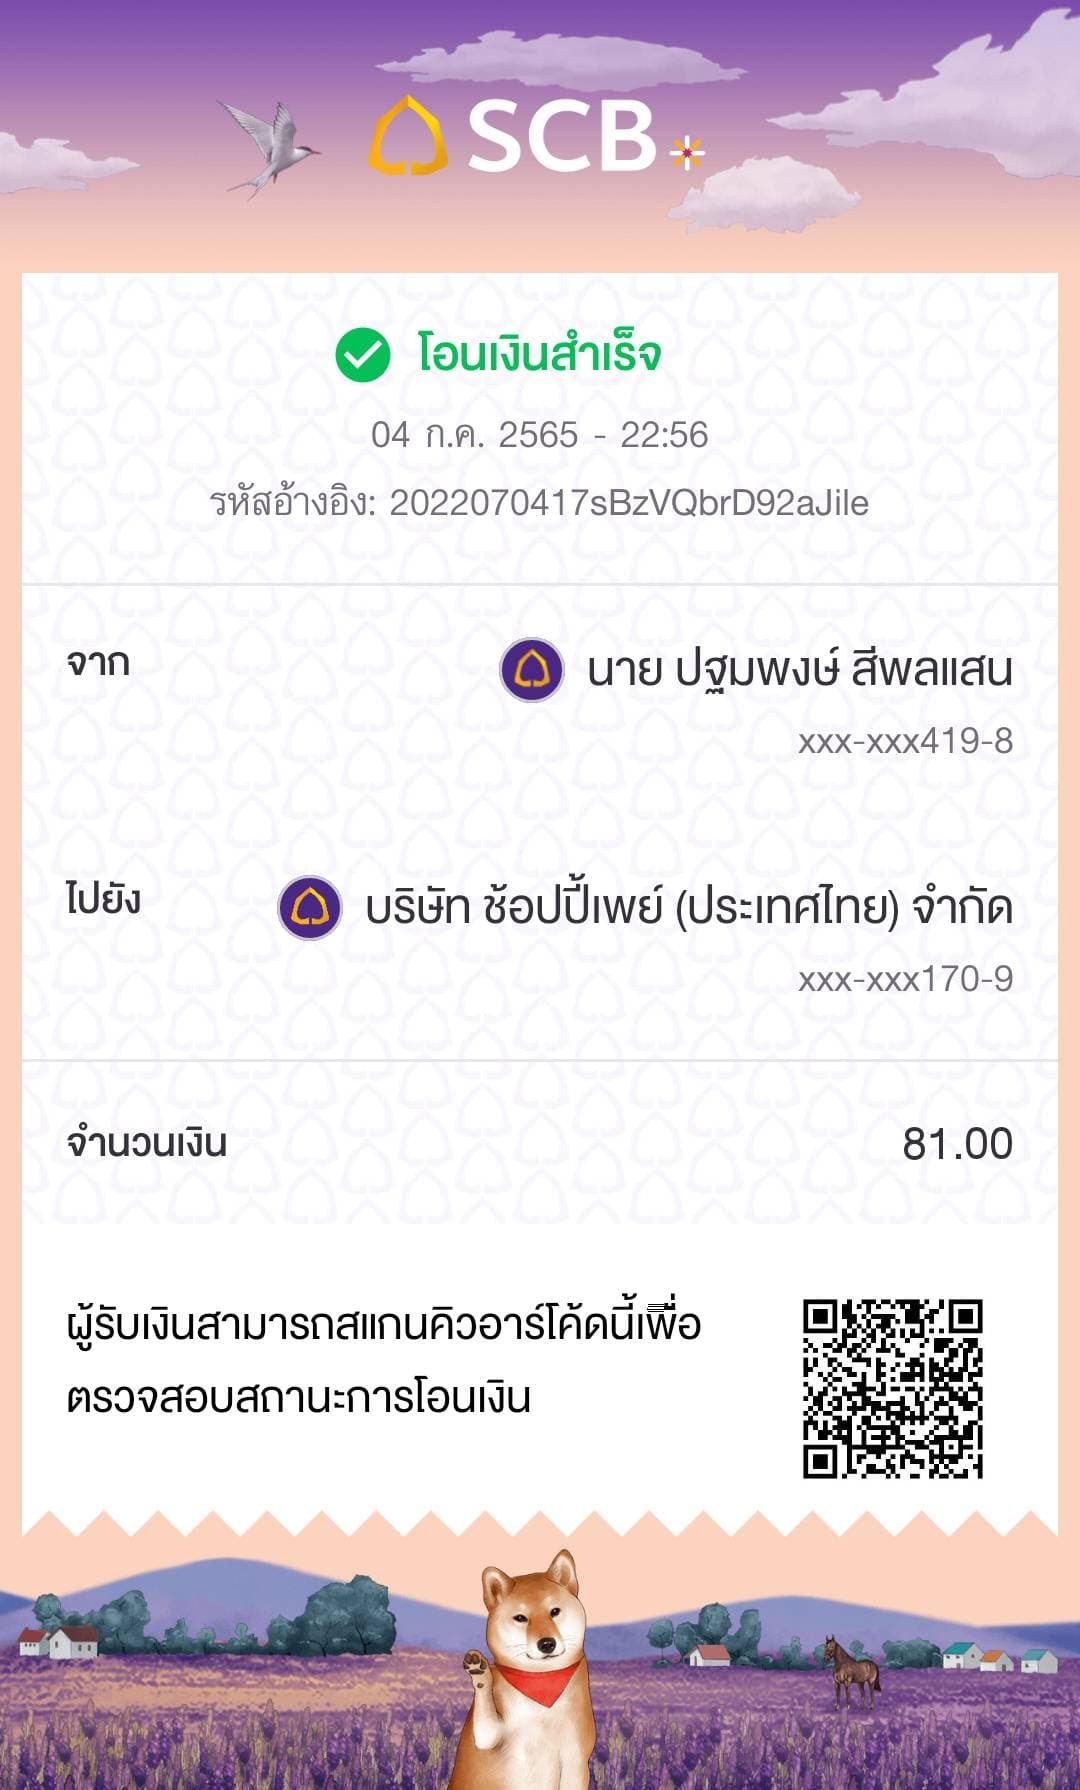 SCB
โอนเงินสำเร็จ
04 ก.ค. 2565 - 22:56
รหัสอ้างอิง: 2022070417sBzVQbrD92aJile
จาก
นาย ปฐมพงษ์ สีพลแสน
xxx-xxx419-8
ไปยัง
บริษัท ช้อปปี้เพย์ (ประเทศไทย) จำกัด
xxx-xxx170-9
จำนวนเงิน
81.00
ผู้รับเงินสามารถสแกนคิวอาร์โค้ดนี้เพื่อ
ตรวจสอบสถานะการโอนเงิน